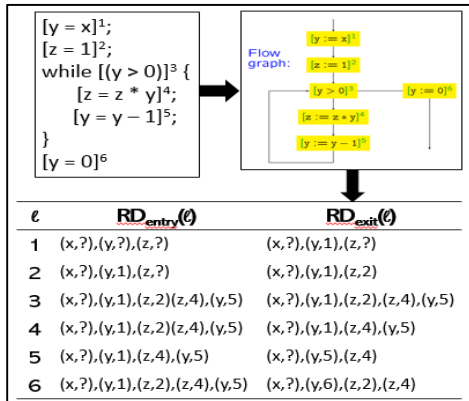 [y = x]¹;
[z = 1]²;
while [(y > 0)]³ {
[z = z * y]⁴;
[y = y − 1]⁵;
}
[y = 0]⁶
Flow
graph:
[y := x]¹
[z := 1]²
[y > 0]³
[y := 0]⁶
[z := z * y]⁴
[y := y − 1]⁵
ℓ RDentry(ℓ) RDexit(ℓ)
1 (x,?),(y,?),(z,?) (x,?),(y,1),(z,?)
2 (x,?),(y,1),(z,?) (x,?),(y,1),(z,2)
3 (x,?),(y,1),(z,2)(z,4),(y,5) (x,?),(y,1),(z,2),(z,4),(y,5)
4 (x,?),(y,1),(z,2)(z,4),(y,5) (x,?),(y,1),(z,4),(y,5)
5 (x,?),(y,1),(z,4),(y,5) (x,?),(y,5),(z,4)
6 (x,?),(y,1),(z,2),(z,4),(y,5) (x,?),(y,6),(z,2),(z,4)